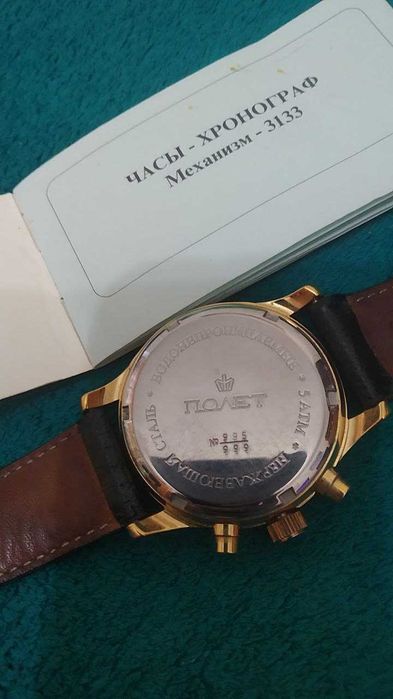 ЧАСЫ - ХРОНОГРАФ
Механизм - 3133
ВОДОНЕПРОНИЦАЕМЫЕ • 5 АТМ • НЕРЖАВЕЮЩАЯ СТАЛЬ •
ПОЛЕТ
№
999